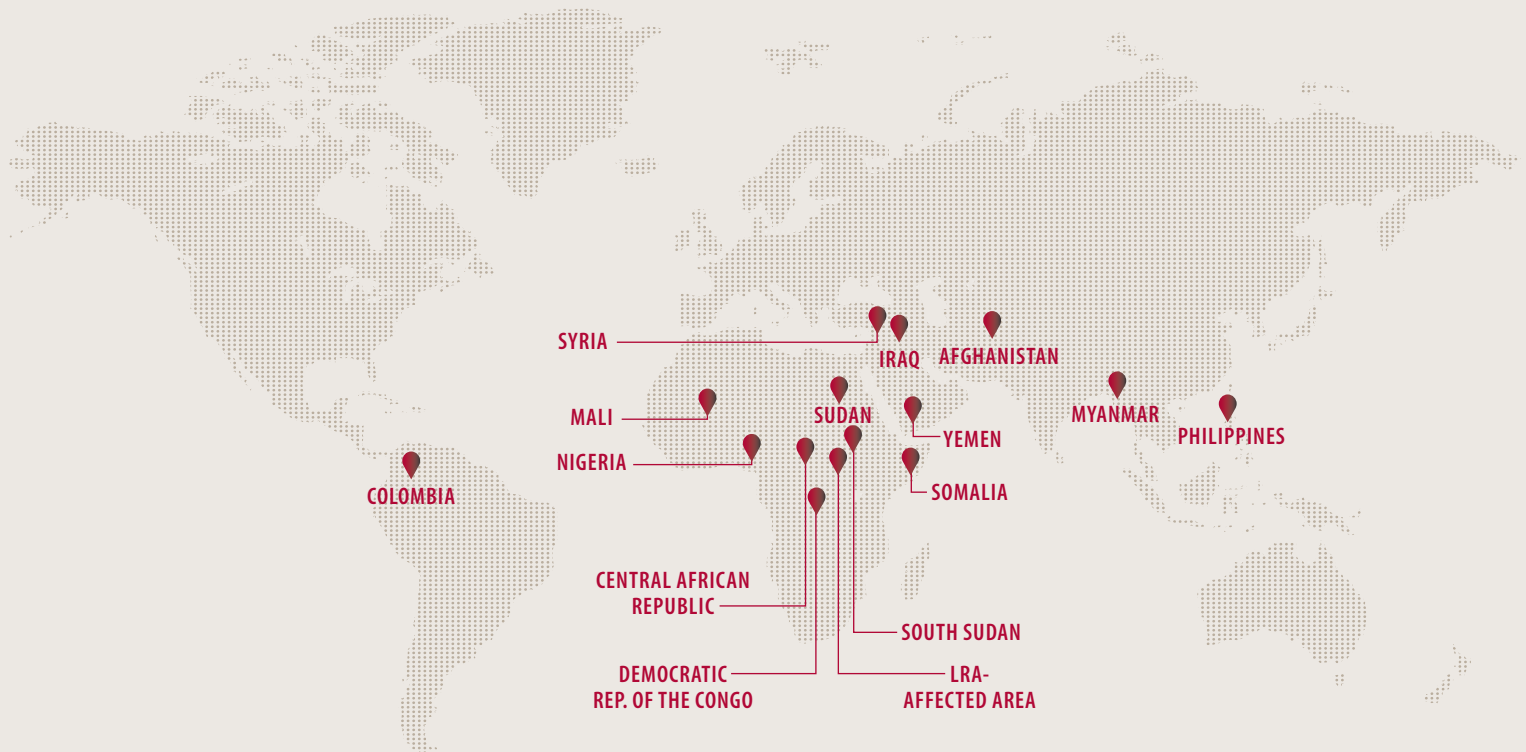 SYRIA
IRAQ
AFGHANISTAN
MALI
SUDAN
MYANMAR
YEMEN
PHILIPPINES
NIGERIA
COLOMBIA
SOMALIA
CENTRAL AFRICAN
REPUBLIC
SOUTH SUDAN
DEMOCRATIC
REP. OF THE CONGO
LRA-
AFFECTED AREA